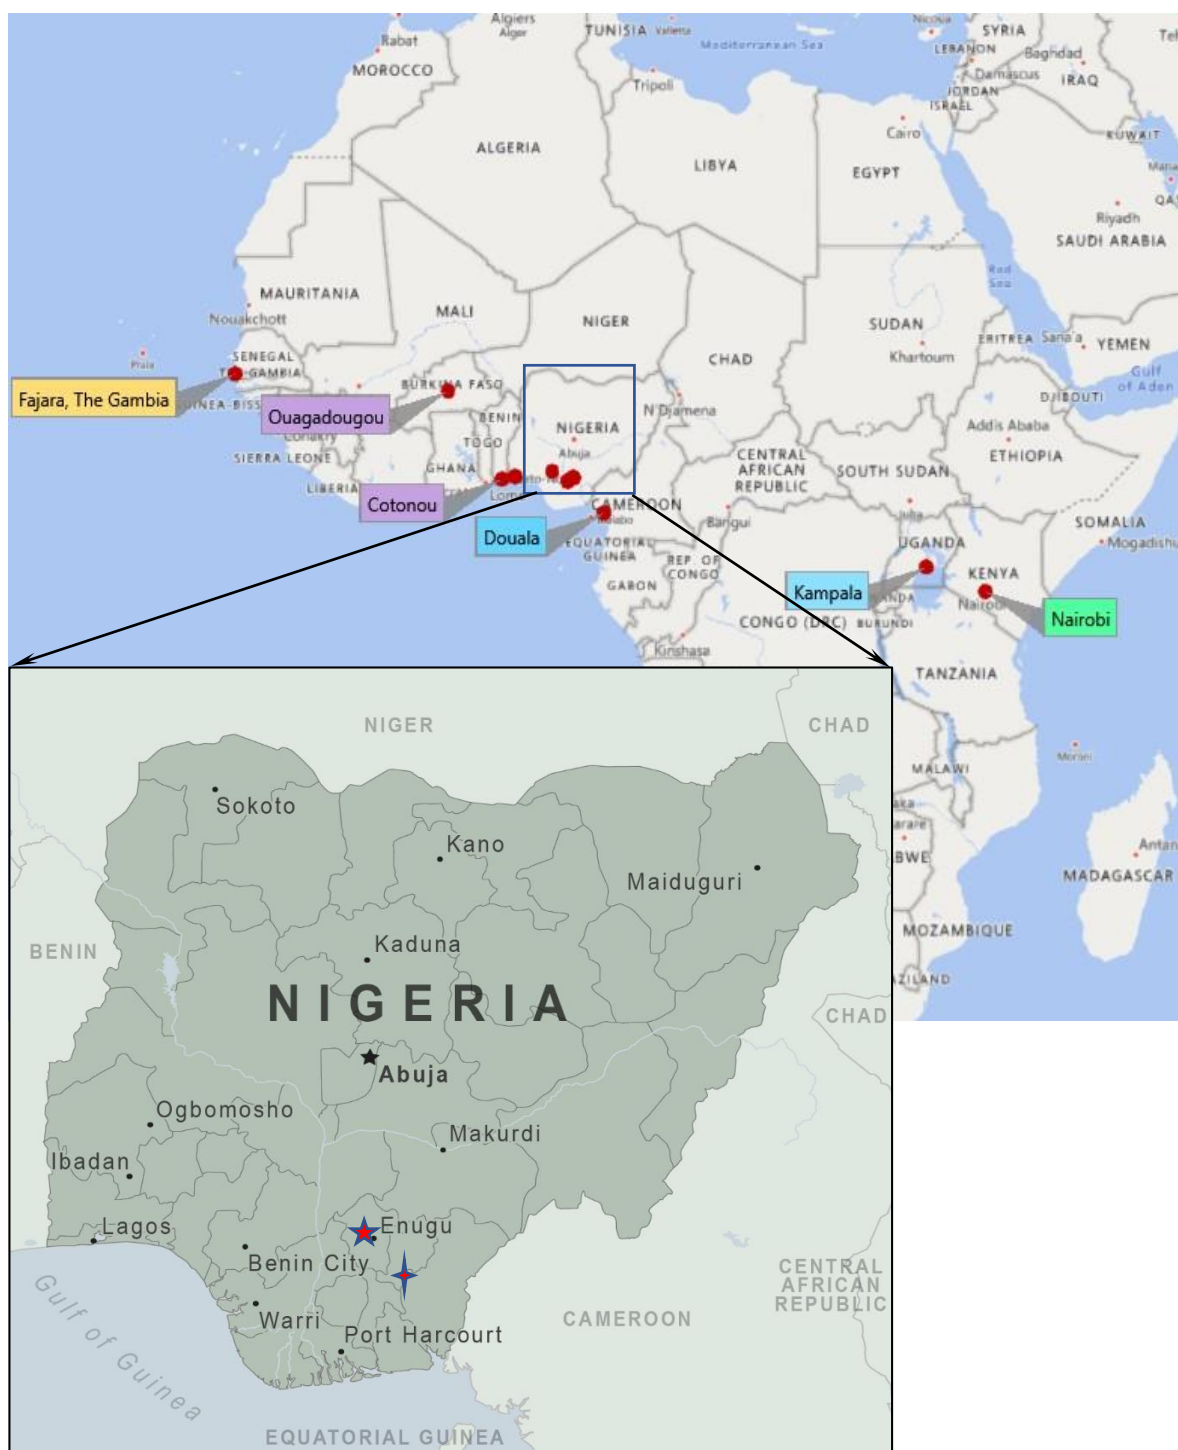 Algiers
Alger
TUNISIA
Valletta
Nicosia
SYRIA
Rabat
Mediterranean Sea
LEBANON
Baghdad
MOROCCO
Tripoli
Damascus
IRAQ
JORDAN
ISRAEL
Cairo
KUWAIT
ALGERIA
LIBYA
EGYPT
Riyadh
SAUDI ARABIA
Red
Sea
MAURITANIA
Nouakchott
MALI
NIGER
SUDAN
ERITREA
Sana'a
YEMEN
Praia
SENEGAL
CHAD
Khartoum
Gulf
of Aden
Fajara, The Gambia
GAMBIA
BURKINA FASO
DJIBOUTI
Ouagadougou
BENIN
N'Djamena
Conakry
TOGO
NIGERIA
Abuja
Addis Ababa
SIERRA LEONE
GHANA
CENTRAL
AFRICAN
REPUBLIC
SOUTH SUDAN
ETHIOPIA
LIBERIA
Cotonou
CAMEROON
Bangui
Juba
SOMALIA
Douala
EQUATORIAL
GUINEA
UGANDA
Mogadishu
REP. OF
CONGO
GABON
Kampala
KENYA
Nairobi
Nairobi
CONGO (DRC)
BURUNDI
Kinshasa
TANZANIA
NIGER
CHAD
Moroni
MALAWI
Sokoto
Kano
Maiduguri
MADAGASCAR
BENIN
Kaduna
MOZAMBIQUE
NIGERIA
CHAD
Abuja
Ogbomosho
Makurdi
Ibadan
Lagos
Enugu
Benin City
CENTRAL
AFRICAN
REPUBLIC
Gulf of Guinea
Warri
CAMEROON
Port Harcourt
EQUATORIAL GUINEA